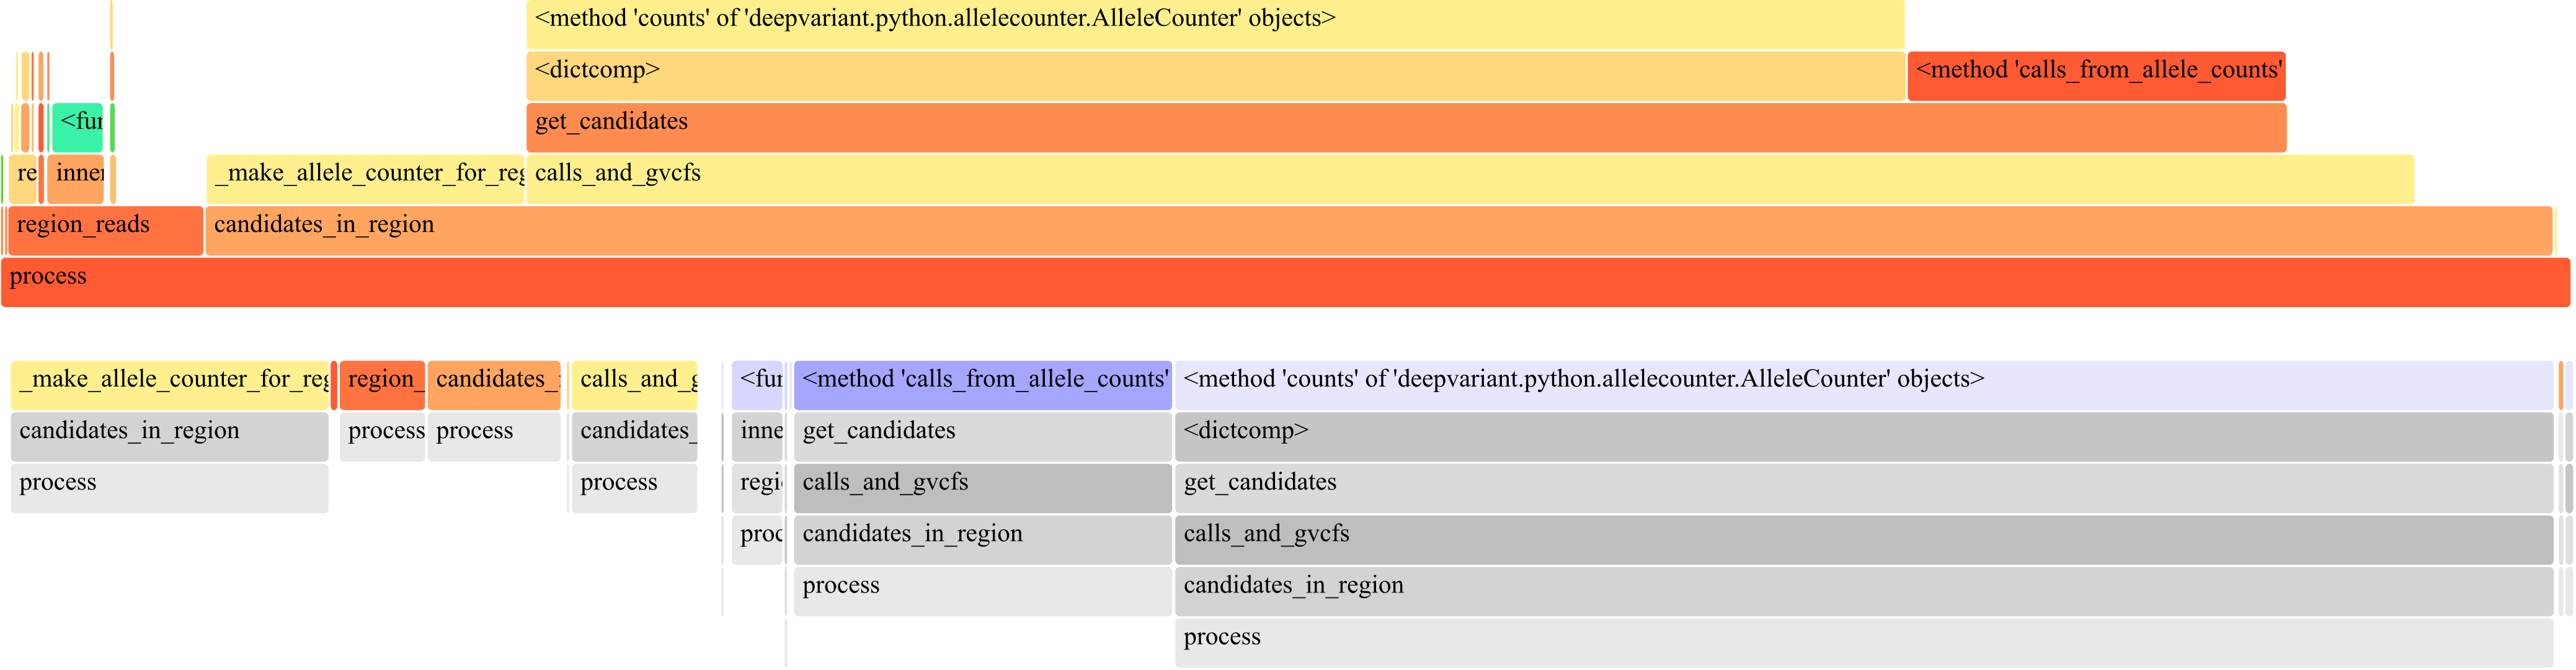 <method 'counts' of 'deepvariant.python.allelecounter.AlleleCounter' objects>
<dictcomp> <method 'calls_from_allele_counts'
<fur get_candidates
re inner _make_allele_counter_for_reg calls_and_gvcfs
region_reads candidates_in_region
process
_make_allele_counter_for_reg region_ candidates_i calls_and_g <fur <method 'calls_from_allele_counts' <method 'counts' of 'deepvariant.python.allelecounter.AlleleCounter' objects>
candidates_in_region process process candidates_ inne get_candidates <dictcomp>
process process regi calls_and_gvcfs get_candidates
proc candidates_in_region calls_and_gvcfs
process candidates_in_region
process